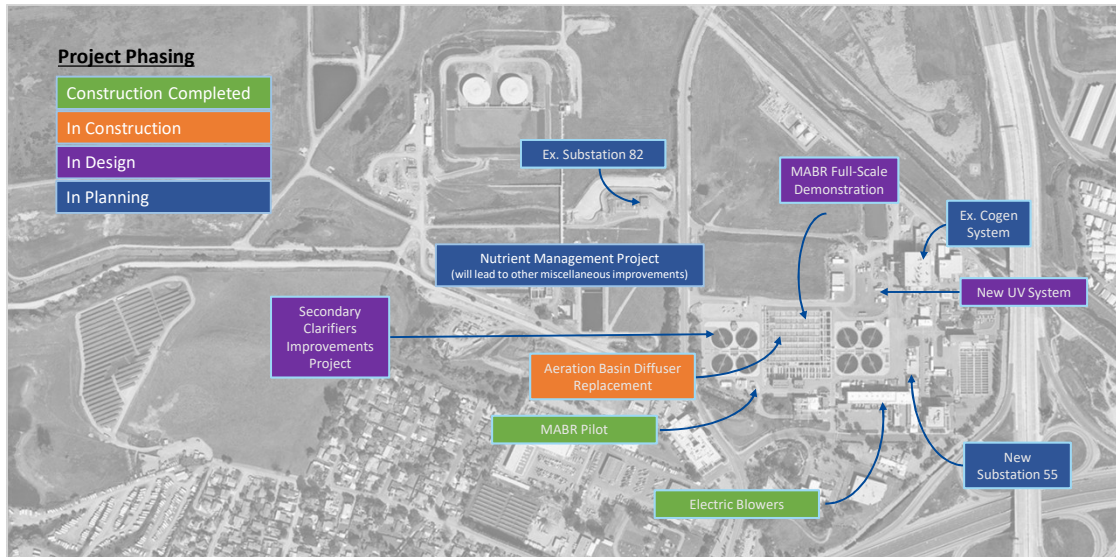 Project Phasing
Construction Completed
In Construction
In Design
In Planning
Ex. Substation 82
MABR Full-Scale
Demonstration
Ex. Cogen
System
Nutrient Management Project
(will lead to other miscellaneous improvements)
New UV System
Secondary
Clarifiers
Improvements
Project
Aeration Basin Diffuser
Replacement
MABR Pilot
New
Substation 55
Electric Blowers